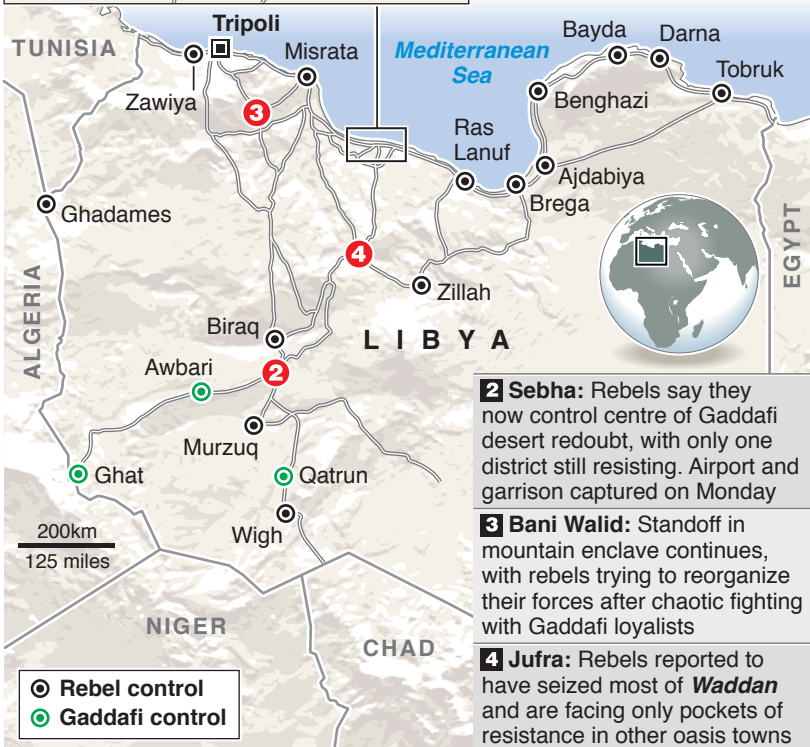 Tripoli
TUNISIA
Misrata
Zawiya
Mediterranean
Sea
Bayda
Darna
Tobruk
Benghazi
Ras
Lanuf
Ajdabiya
Brega
3
Ghadames
4
Zillah
EGYPT
ALGERIA
Biraq
LIBYA
Awbari
2
Murzuq
Ghat
Qatrun
Wigh
200km
125 miles
NIGER
CHAD
Rebel control
Gaddafi control
2 Sebha: Rebels say they
now control centre of Gaddafi
desert redoubt, with only one
district still resisting. Airport and
garrison captured on Monday
3 Bani Walid: Standoff in
mountain enclave continues,
with rebels trying to reorganize
their forces after chaotic fighting
with Gaddafi loyalists
4 Jufra: Rebels reported to
have seized most of Waddan
and are facing only pockets of
resistance in other oasis towns